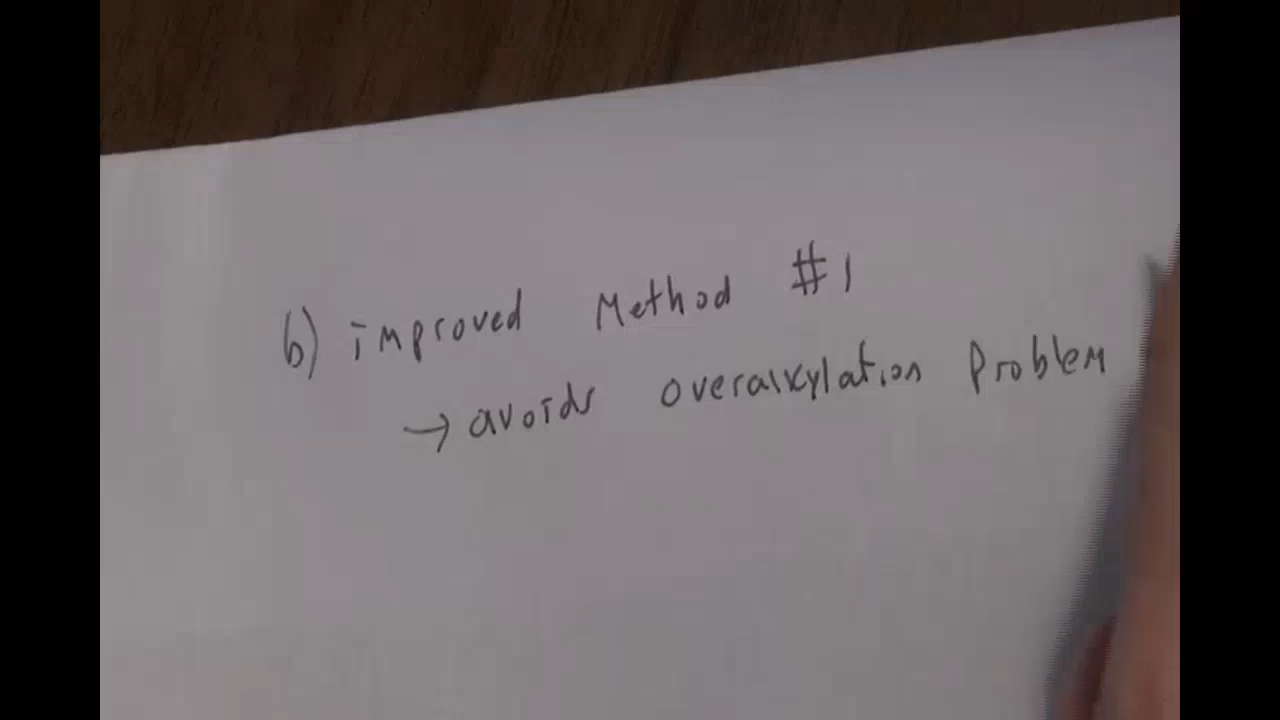 b) improved Method #1
→ avoids overalkylation Problem